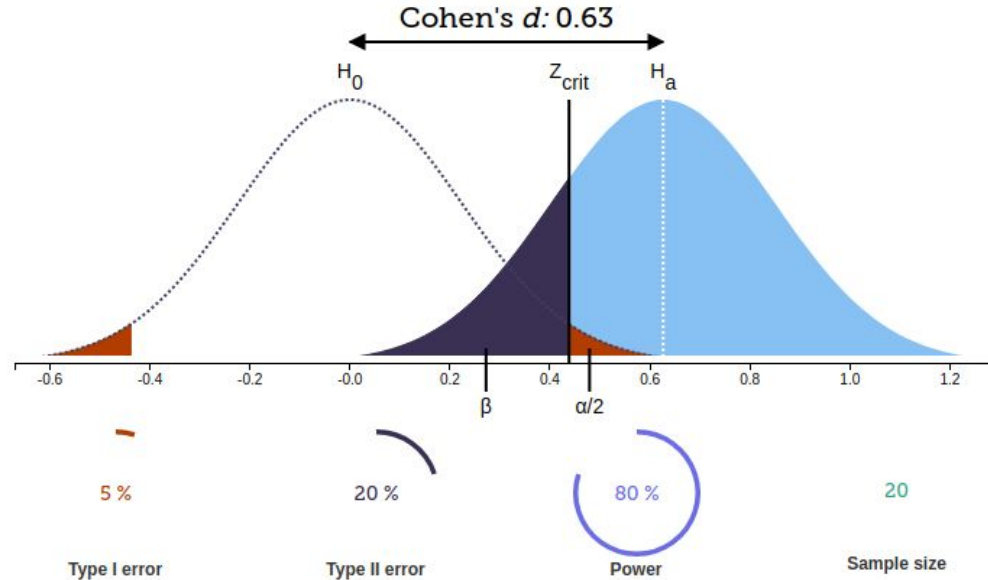 Cohen's d: 0.63
H0 Zcrit Ha
-0.6 -0.4 -0.2 -0.0 0.2 0.4 0.6 0.8 1.0 1.2
β α/2
5 % 20 % 80 % 20
Type I error Type II error Power Sample size